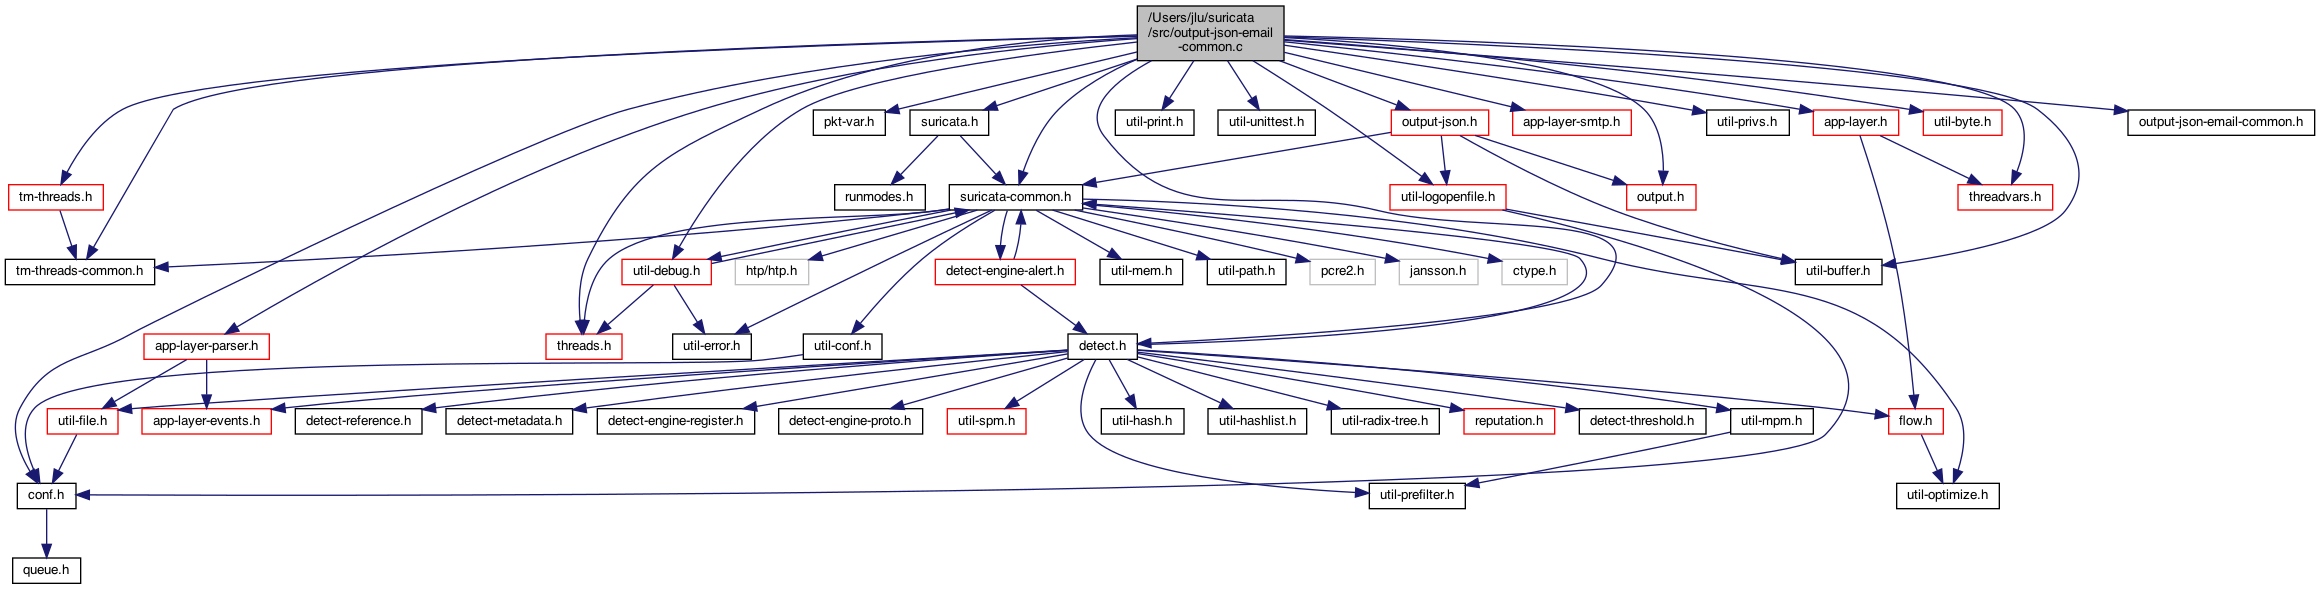 /Users/jlu/suricata
/src/output-json-email
-common.c
pkt-var.h
suricata.h
util-print.h
util-unittest.h
output-json.h
app-layer-smtp.h
util-privs.h
app-layer.h
util-byte.h
output-json-email-common.h
tm-threads.h
runmodes.h
suricata-common.h
util-logopenfile.h
output.h
threadvars.h
tm-threads-common.h
util-debug.h
htp/htp.h
detect-engine-alert.h
util-mem.h
util-path.h
pcre2.h
jansson.h
ctype.h
util-buffer.h
app-layer-parser.h
threads.h
util-error.h
util-conf.h
detect.h
util-file.h
app-layer-events.h
detect-reference.h
detect-metadata.h
detect-engine-register.h
detect-engine-proto.h
util-spm.h
util-hash.h
util-hashlist.h
util-radix-tree.h
reputation.h
detect-threshold.h
util-mpm.h
flow.h
conf.h
util-prefilter.h
util-optimize.h
queue.h